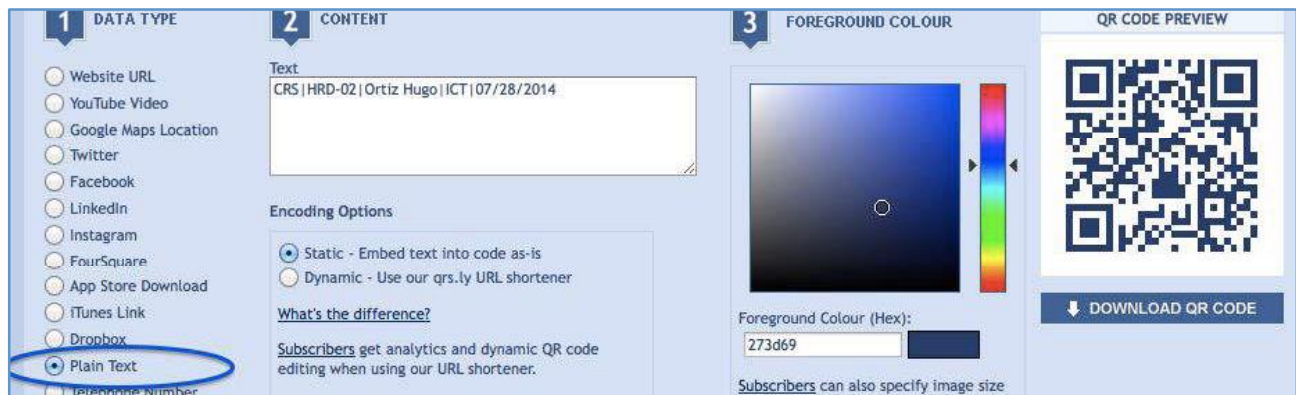 1 DATA TYPE
Website URL
YouTube Video
Google Maps Location
Twitter
Facebook
LinkedIn
Instagram
FourSquare
App Store Download
iTunes Link
Dropbox
Plain Text
Telephone Number
2 CONTENT
Text
CRS|HRD-02|Ortiz Hugo|ICT|07/28/2014
Encoding Options
Static - Embed text into code as-is
Dynamic - Use our qrs.ly URL shortener
What's the difference?
Subscribers get analytics and dynamic QR code
editing when using our URL shortener.
3 FOREGROUND COLOUR
Foreground Colour (Hex):
273d69
Subscribers can also specify image size
QR CODE PREVIEW
DOWNLOAD QR CODE